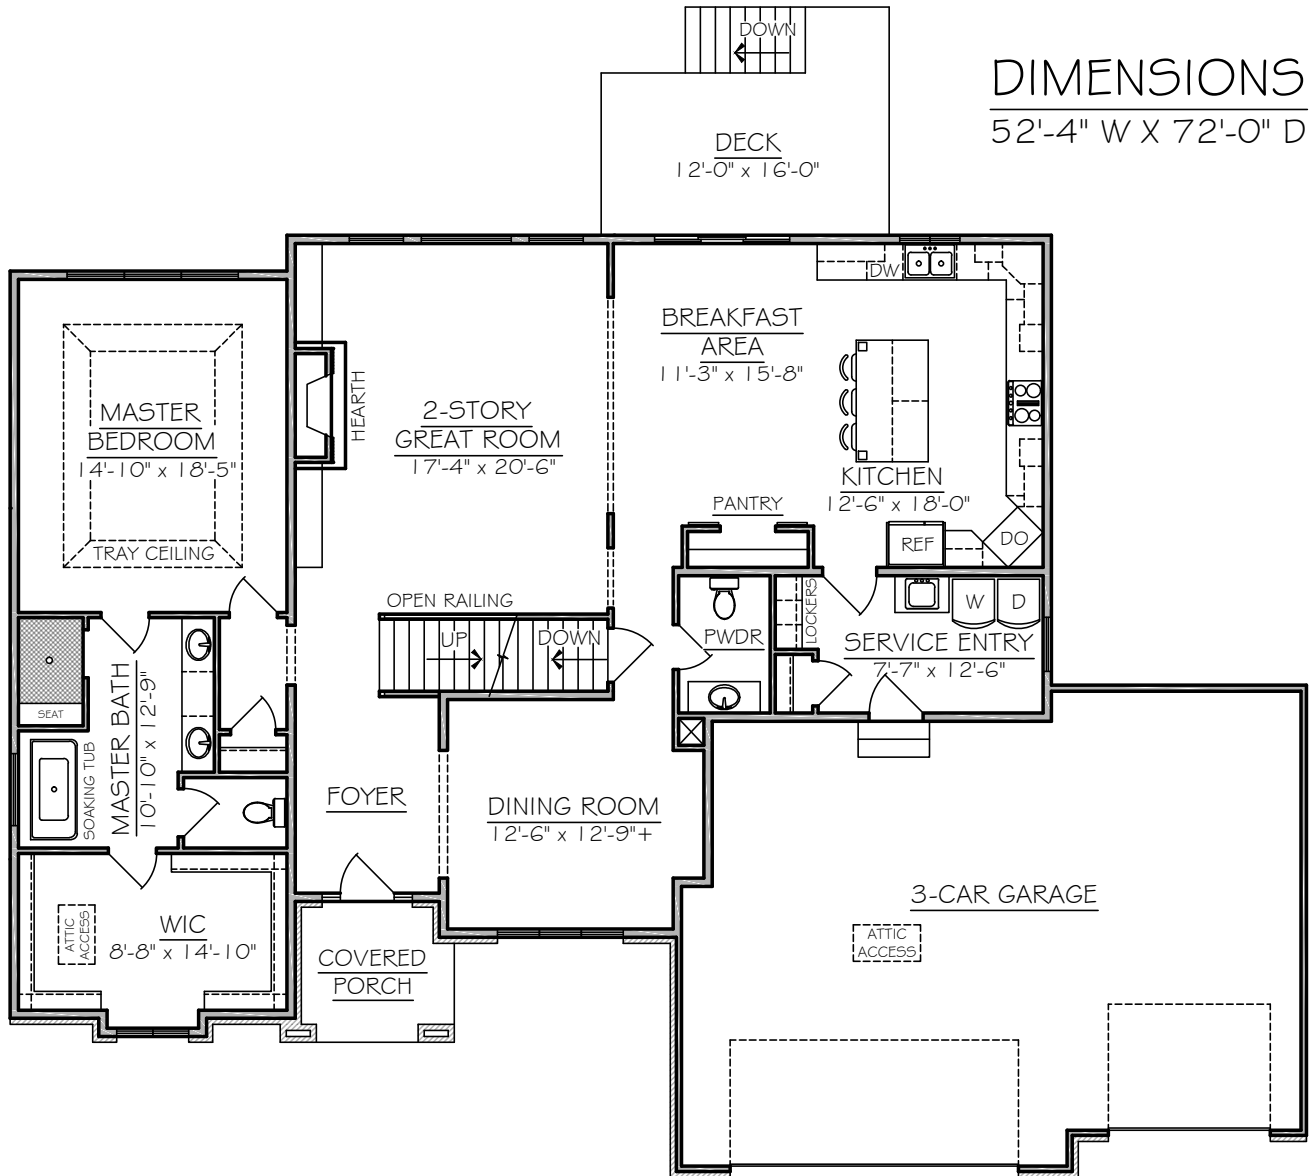 DOWN
DIMENSIONS
52'-4" W X 72'-0" D
DECK
12'-0" x 16'-0"
DW
BREAKFAST
AREA
11'-3" x 15'-8"
HEARTH
MASTER
BEDROOM
14'-10" x 18'-5"
TRAY CEILING
2-STORY
GREAT ROOM
17'-4" x 20'-6"
KITCHEN
12'-6" x 18'-0"
PANTRY
REF
DO
OPEN RAILING
UP
DOWN
PWDR
LOCKERS
W
D
SERVICE ENTRY
7'-7" x 12'-6"
SEAT
SOAKING TUB
MASTER BATH
10'-10" x 12'-9"
FOYER
DINING ROOM
12'-6" x 12'-9"+
3-CAR GARAGE
ATTIC
ACCESS
ATTIC
ACCESS
WIC
8'-8" x 14'-10"
COVERED
PORCH